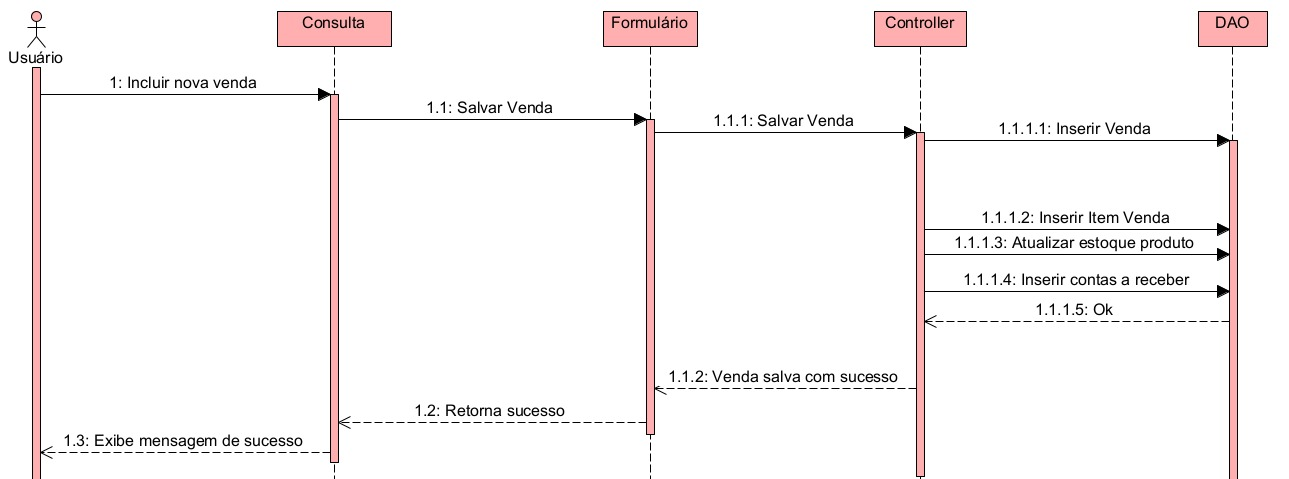 Usuário
Consulta
Formulário
Controller
DAO
1: Incluir nova venda
1.1: Salvar Venda
1.1.1: Salvar Venda
1.1.1.1: Inserir Venda
1.1.1.2: Inserir Item Venda
1.1.1.3: Atualizar estoque produto
1.1.1.4: Inserir contas a receber
1.1.1.5: Ok
1.1.2: Venda salva com sucesso
1.2: Retorna sucesso
1.3: Exibe mensagem de sucesso